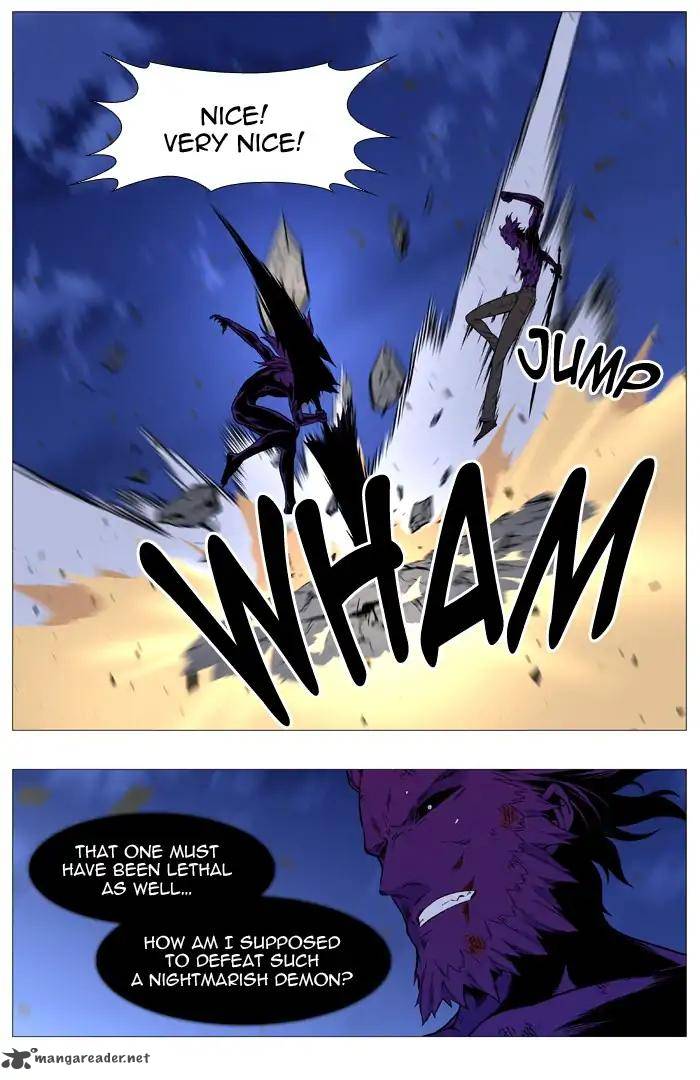 NICE!
VERY NICE!
JUMP
WHAM
THAT ONE MUST
HAVE BEEN LETHAL
AS WELL...
HOW AM I SUPPOSED
TO DEFEAT SUCH
A NIGHTMARISH DEMON?
mangareader.net